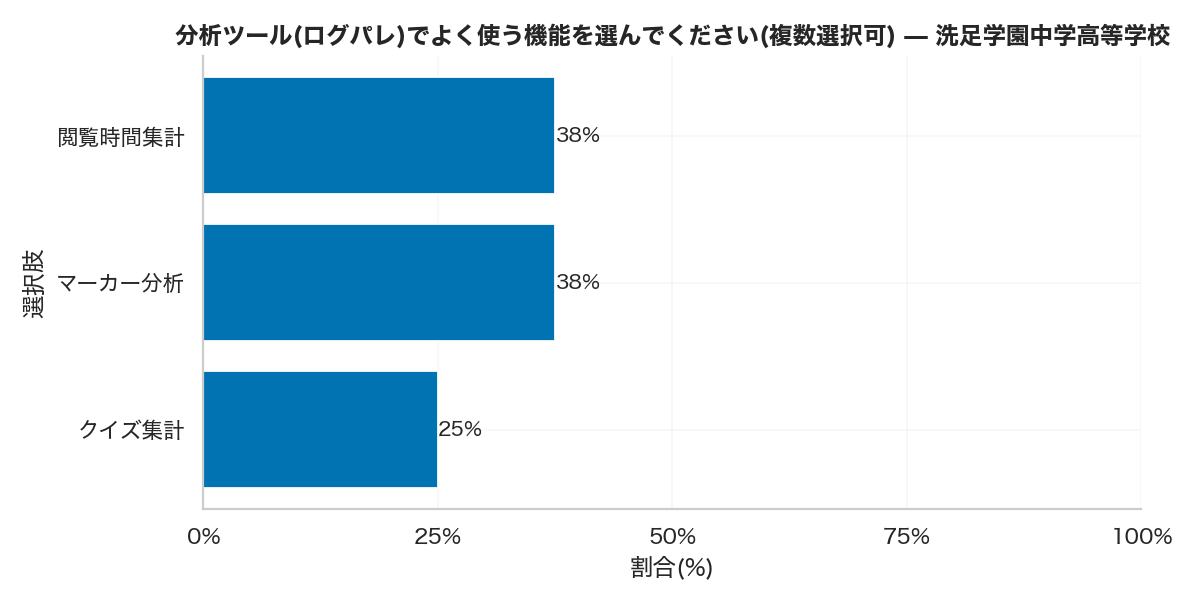 分析ツール(ログパレ)でよく使う機能を選んでください(複数選択可) — 洗足学園中学高等学校
選択肢
閲覧時間集計
38%
マーカー分析
38%
クイズ集計
25%
0%
25%
50%
75%
100%
割合(%)